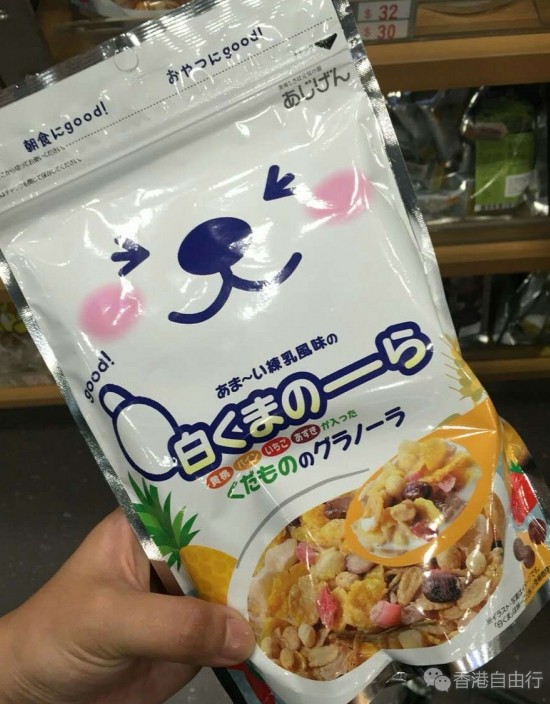 $ 32
$ 30
おやつにgood!
朝食にgood!
あじげん
good!
あま〜い練乳風味の
白くまのーら
黄桃 パイン いちご あずきが入った
くだもののグラノーラ
香港自由行